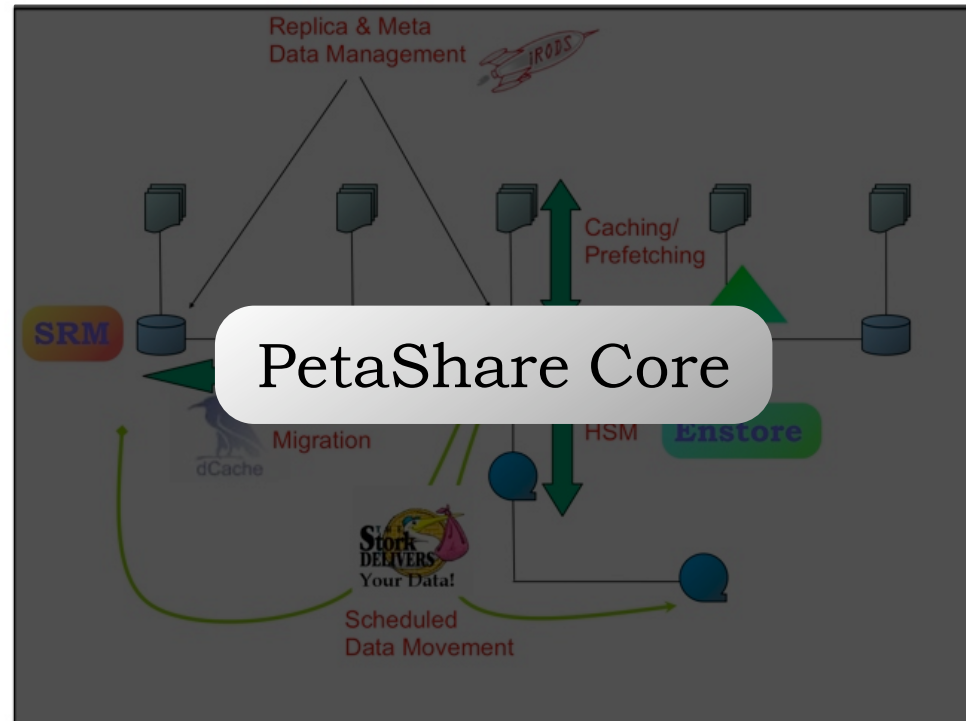 Replica & Meta
Data Management
iRODS
Caching/
Prefetching
SRM
PetaShare Core
Migration
HSM
Enstore
dCache
Stork
DELIVERS
Your Data!
Scheduled
Data Movement